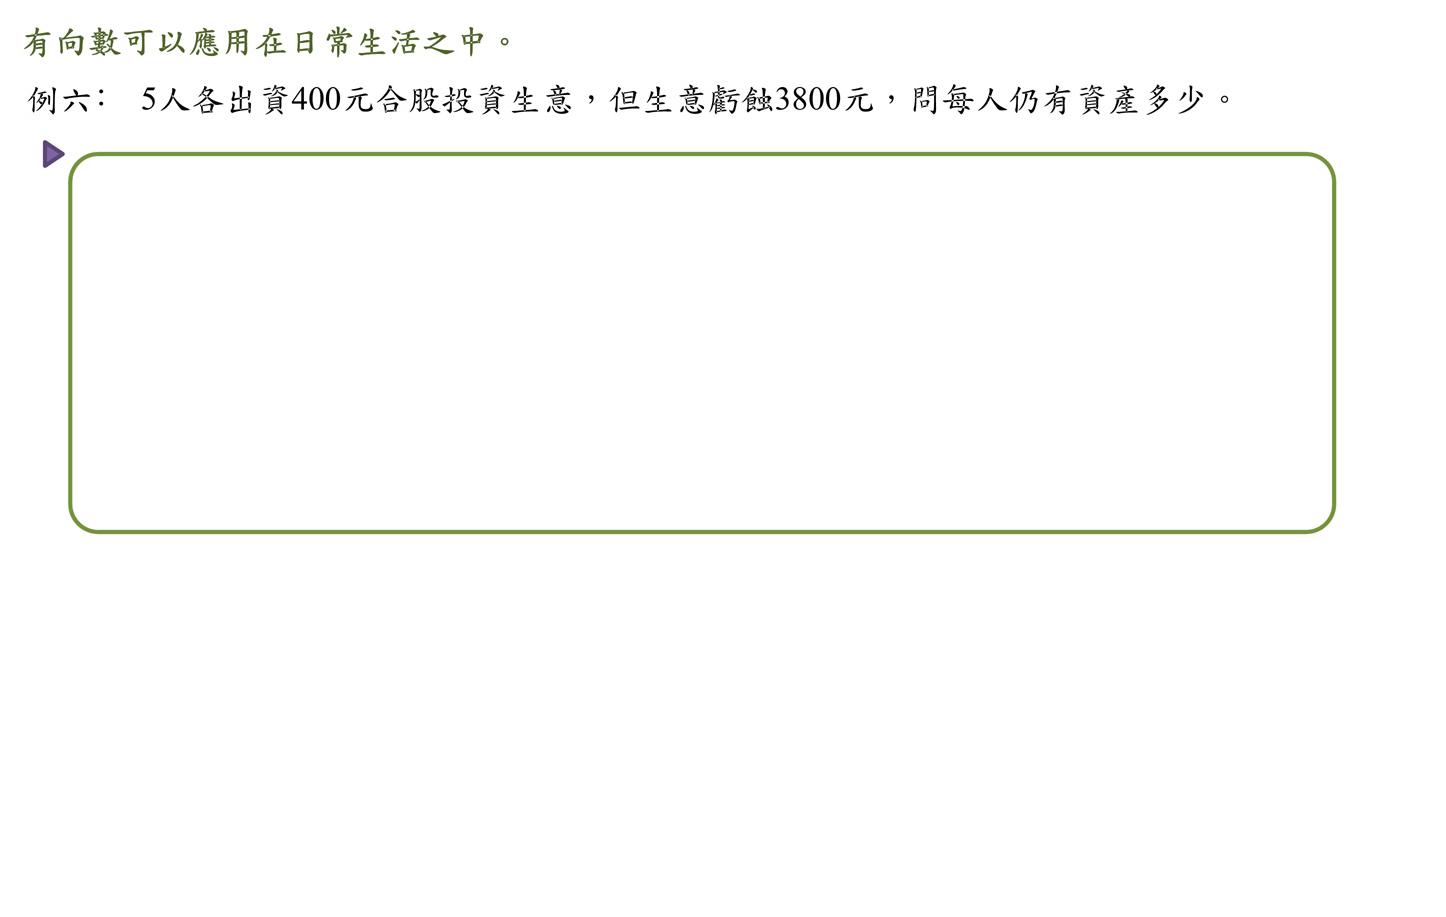 有向數可以應用在日常生活之中。
例六： 5人各出資400元合股投資生意，但生意虧蝕3800元，問每人仍有資產多少。